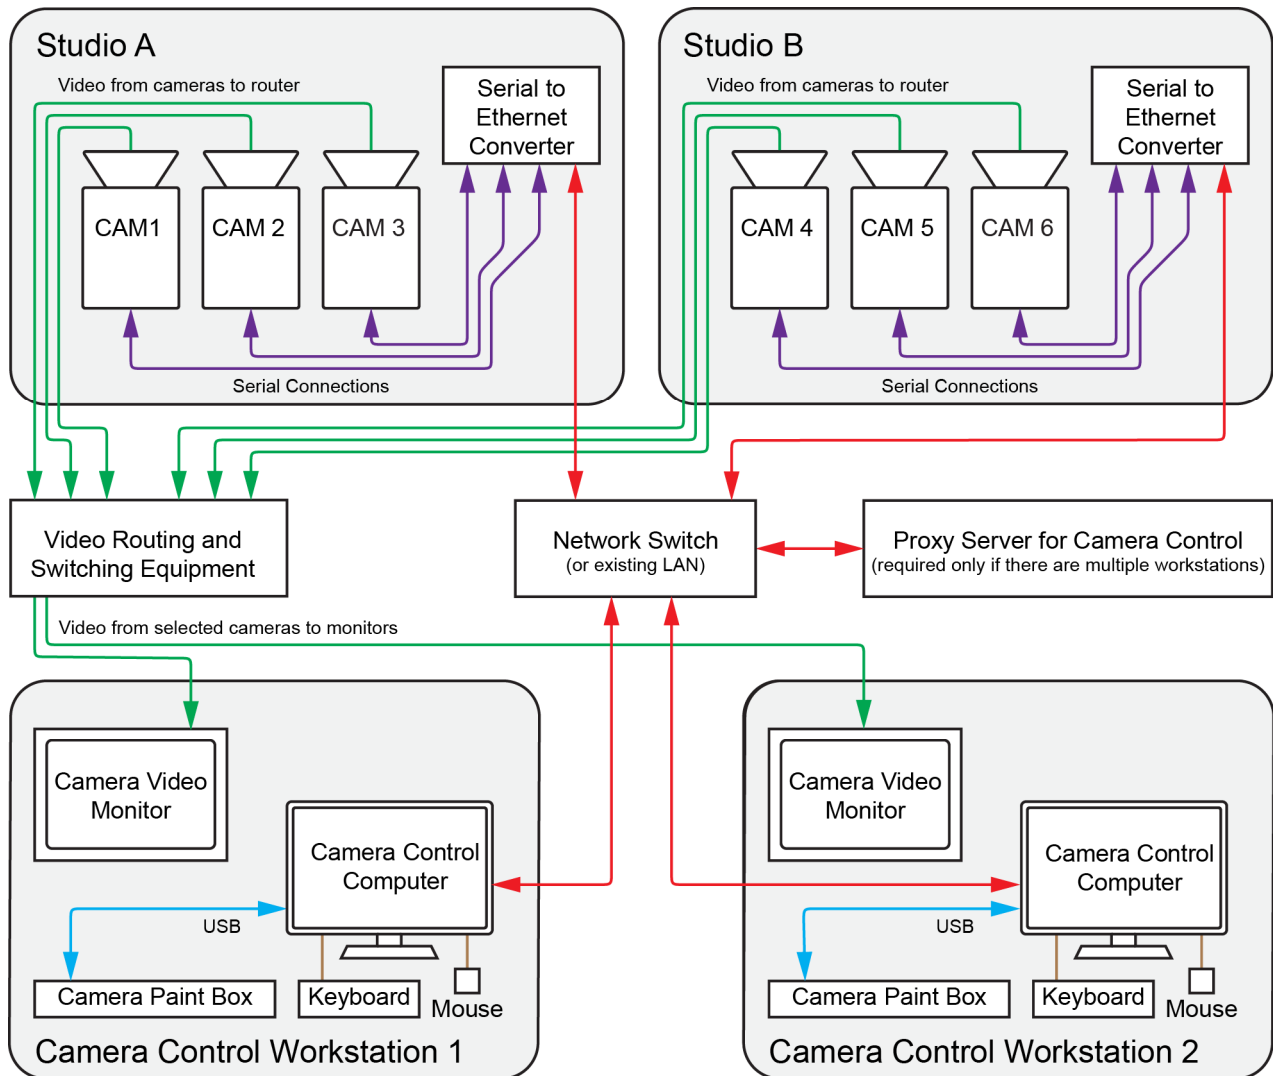 Studio A
Video from cameras to router
Serial to
Ethernet
Converter
CAM1
CAM 2
CAM 3
Serial Connections
Studio B
Video from cameras to router
Serial to
Ethernet
Converter
CAM 4
CAM 5
CAM 6
Serial Connections
Video Routing and
Switching Equipment
Network Switch
(or existing LAN)
Proxy Server for Camera Control
(required only if there are multiple workstations)
Video from selected cameras to monitors
Camera Video
Monitor
Camera Control
Computer
USB
Camera Paint Box
Keyboard
Mouse
Camera Control Workstation 1
Camera Video
Monitor
Camera Control
Computer
USB
Camera Paint Box
Keyboard
Mouse
Camera Control Workstation 2